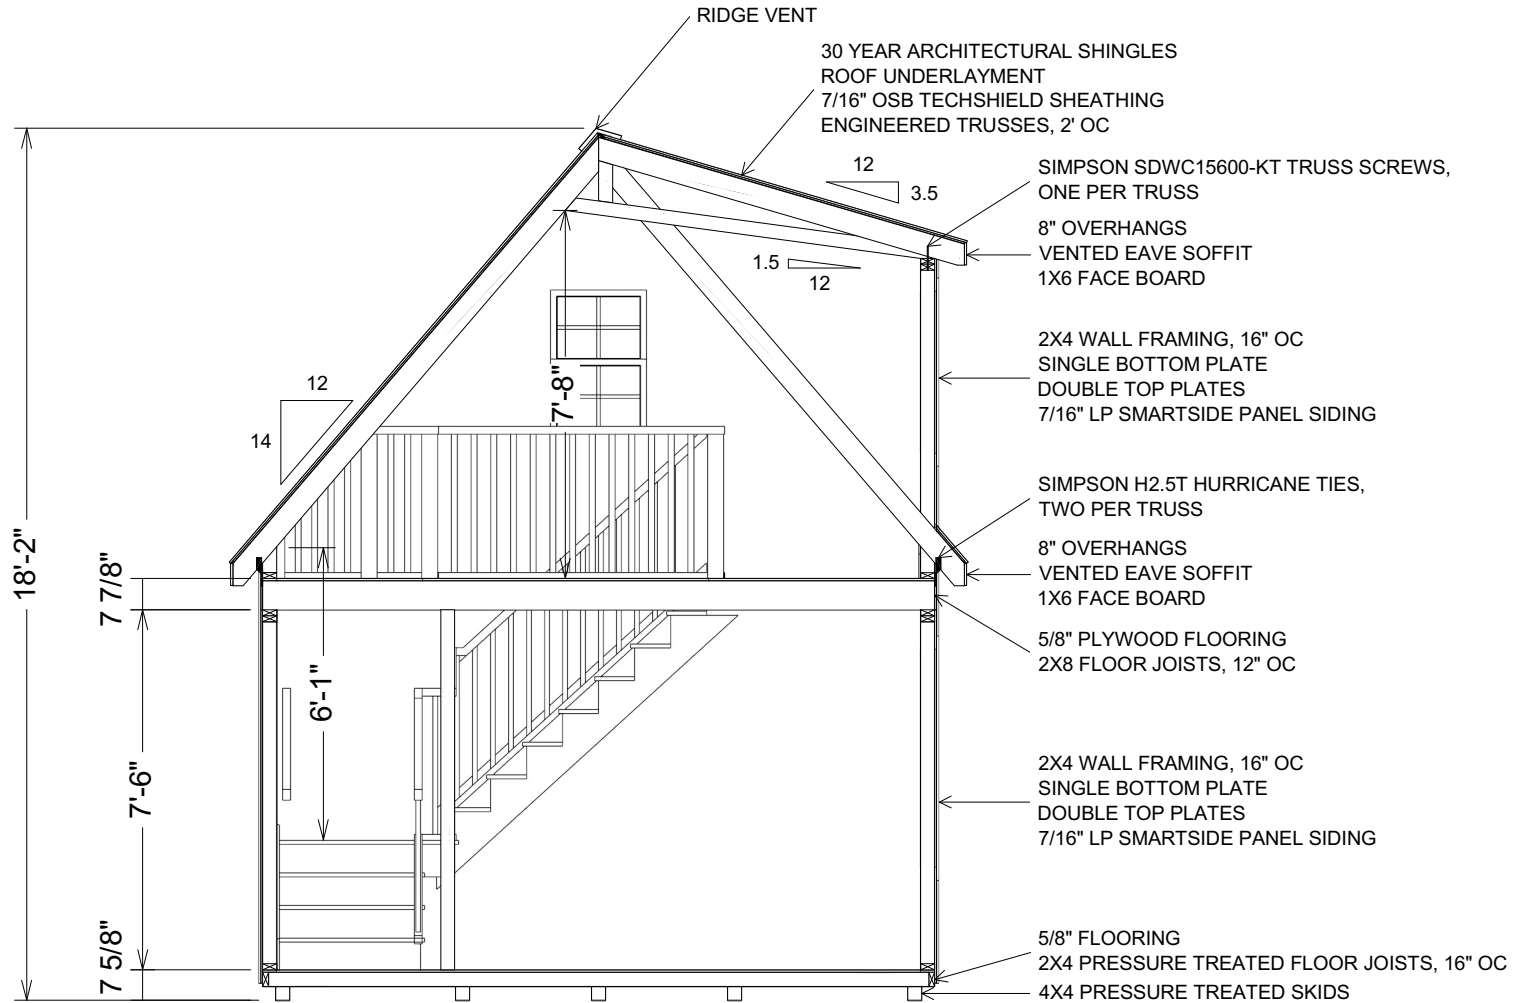 RIDGE VENT
30 YEAR ARCHITECTURAL SHINGLES
ROOF UNDERLAYMENT
7/16" OSB TECHSHIELD SHEATHING
ENGINEERED TRUSSES, 2' OC
12
3.5
SIMPSON SDWC15600-KT TRUSS SCREWS,
ONE PER TRUSS
8" OVERHANGS
VENTED EAVE SOFFIT
1X6 FACE BOARD
1.5
12
2X4 WALL FRAMING, 16" OC
SINGLE BOTTOM PLATE
DOUBLE TOP PLATES
7/16" LP SMARTSIDE PANEL SIDING
12
14
7'-8"
SIMPSON H2.5T HURRICANE TIES,
TWO PER TRUSS
8" OVERHANGS
VENTED EAVE SOFFIT
1X6 FACE BOARD
18'-2"
7 7/8"
5/8" PLYWOOD FLOORING
2X8 FLOOR JOISTS, 12" OC
6'-1"
7'-6"
2X4 WALL FRAMING, 16" OC
SINGLE BOTTOM PLATE
DOUBLE TOP PLATES
7/16" LP SMARTSIDE PANEL SIDING
7 5/8"
5/8" FLOORING
2X4 PRESSURE TREATED FLOOR JOISTS, 16" OC
4X4 PRESSURE TREATED SKIDS